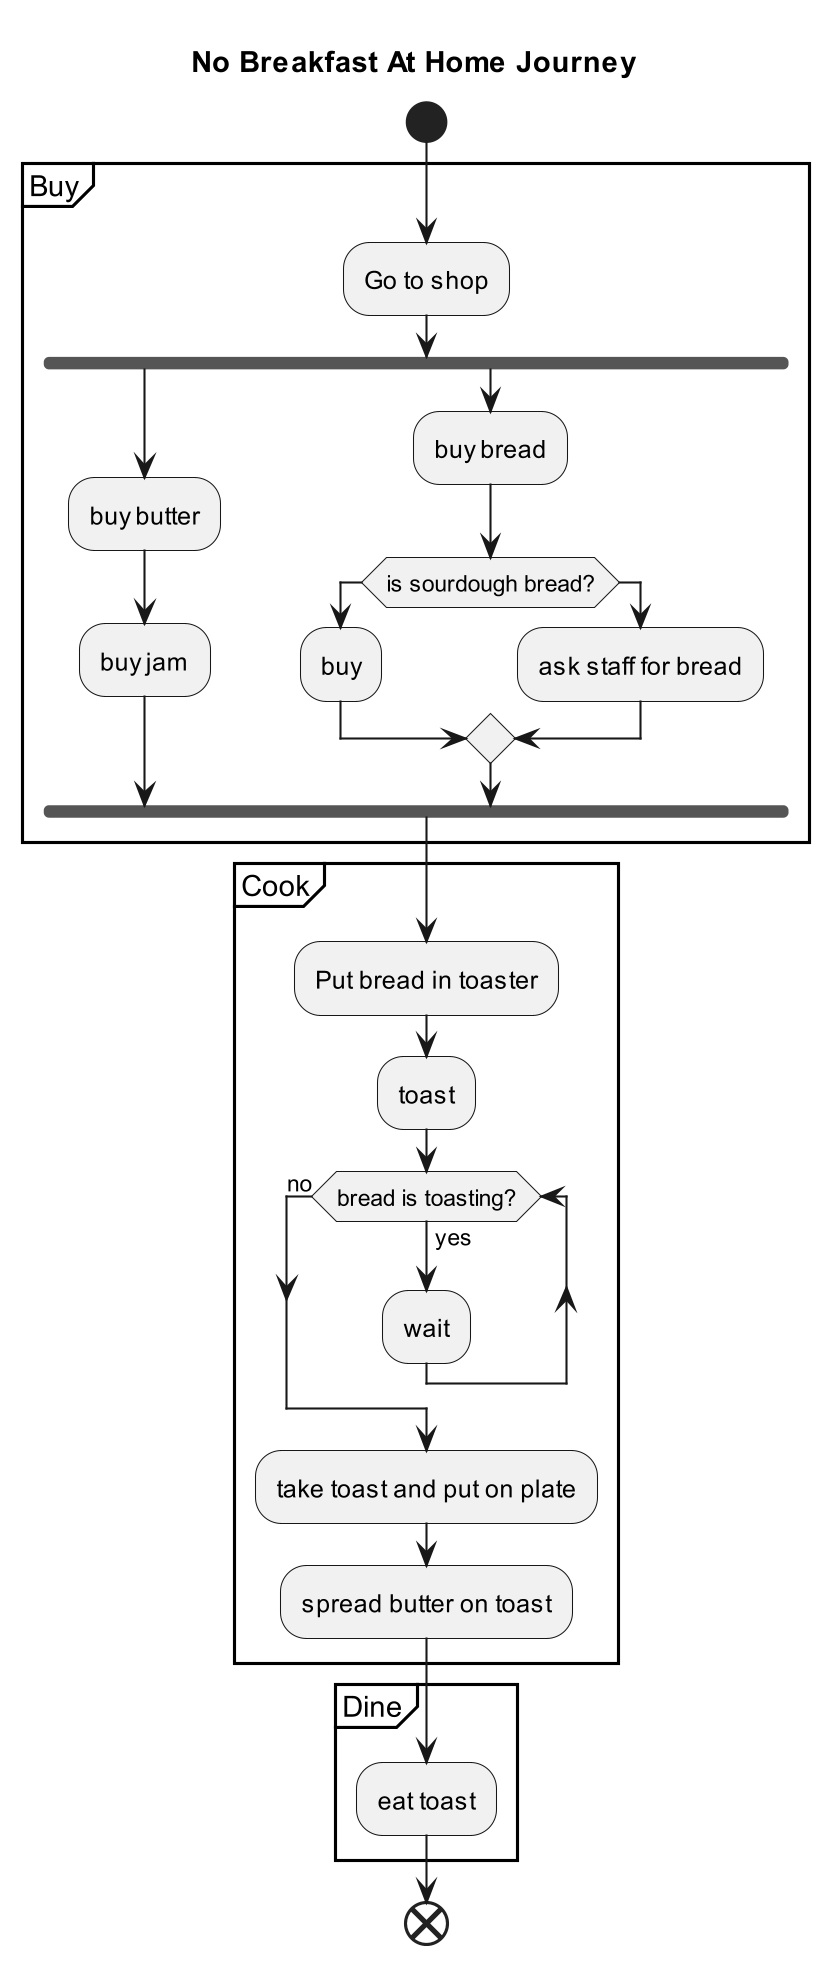 No Breakfast At Home Journey
Buy
Go to shop
buy butter
buy jam
buy bread
is sourdough bread?
buy
ask staff for bread
Cook
Put bread in toaster
toast
bread is toasting?
no
yes
wait
take toast and put on plate
spread butter on toast
Dine
eat toast